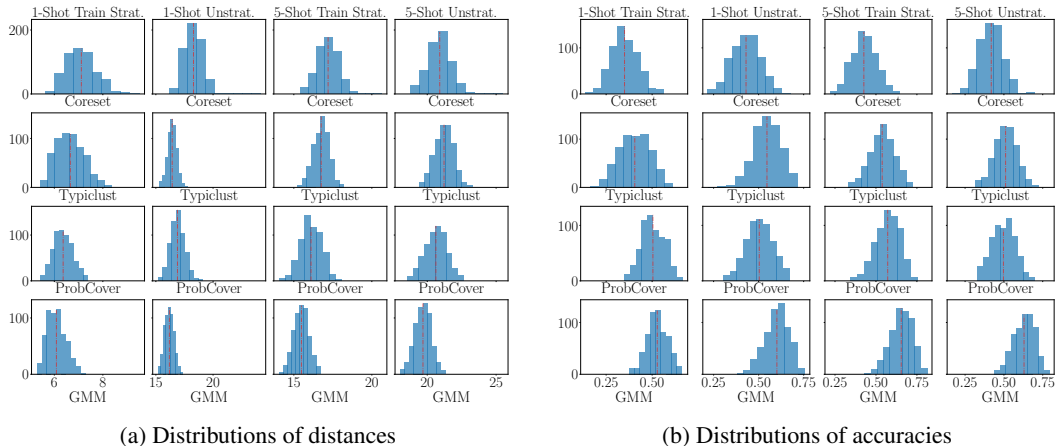 1-Shot Train Strat. 1-Shot Unstrat. 5-Shot Train Strat. 5-Shot Unstrat. 1-Shot Train Strat. 1-Shot Unstrat. 5-Shot Train Strat. 5-Shot Unstrat.
200
100
0
0
Coreset Coreset Coreset Coreset Coreset Coreset Coreset Coreset
100
100
0
0
Typiclust Typiclust Typiclust Typiclust Typiclust Typiclust Typiclust Typiclust
100
100
0
0
ProbCover ProbCover ProbCover ProbCover ProbCover ProbCover ProbCover ProbCover
100
100
0
0
6 8 15 20 15 20 20 25 0.25 0.50 0.25 0.50 0.75 0.25 0.50 0.75 0.25 0.50 0.75
GMM GMM GMM GMM GMM GMM GMM GMM
(a) Distributions of distances (b) Distributions of accuracies